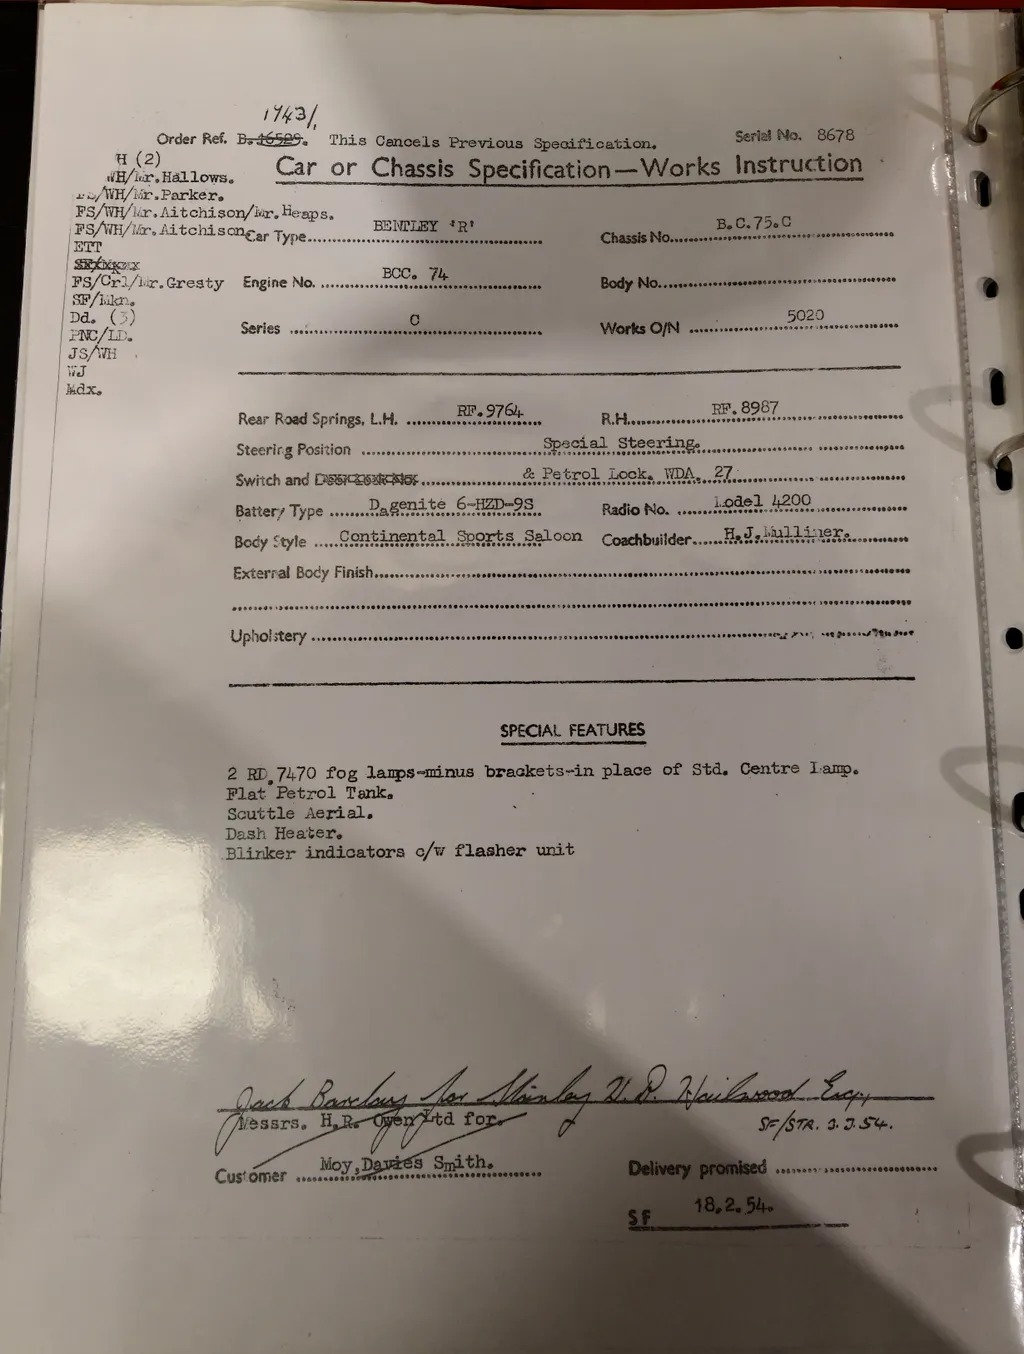 1943/,
Order Ref. B.16529. This Cancels Previous Specification. Serial No. 8678
H (2)
Car or Chassis Specification—Works Instruction
WH/Mr.Hallows.
FS/WH/Mr.Parker.
FS/WH/Mr.Aitchison/Mr.Heaps.
FS/WH/Mr.Aitchison.
Car Type BENTLEY 'R' Chassis No. B.C.75.C
ETT
FS/Crl/Mr.Gresty
Engine No. BCC. 74 Body No.
SF/Mkn.
Dd. (3)
Series C Works O/N 5020
PNC/LD.
JS/WH
WJ
Mdx.
Rear Road Springs, L.H. RF.9764 R.H. RF.8987
Steering Position Special Steering.
Switch and & Petrol Lock. WDA. 27
Battery Type Dagenite 6-HZD-9S Radio No. Model 4200
Body Style Continental Sports Saloon Coachbuilder H.J.Mulliner.
External Body Finish
Upholstery
SPECIAL FEATURES
2 RD.7470 fog lamps-minus brackets-in place of Std. Centre Lamp.
Flat Petrol Tank.
Scuttle Aerial.
Dash Heater.
Blinker indicators c/w flasher unit
Jack Barclay for Stanley W. B. Hailwood Esq.,
Messrs. H.R. Owen Ltd for. SF/STR. 3.3.54.
Customer Moy,Davies Smith. Delivery promised
SF 18.2.54.